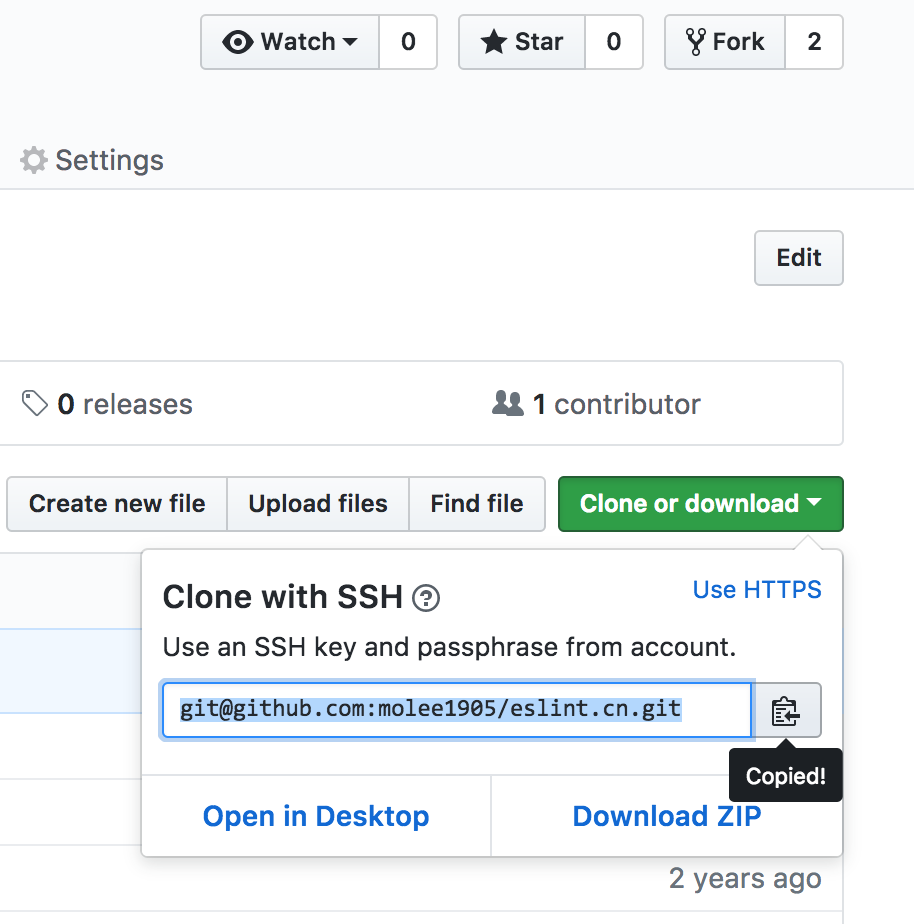 Watch 0 Star 0 Fork 2
Settings
Edit
0 releases 1 contributor
Create new file Upload files Find file Clone or download
Clone with SSH Use HTTPS
Use an SSH key and passphrase from account.
git@github.com:molee1905/eslint.cn.git
Copied!
Open in Desktop Download ZIP
2 years ago